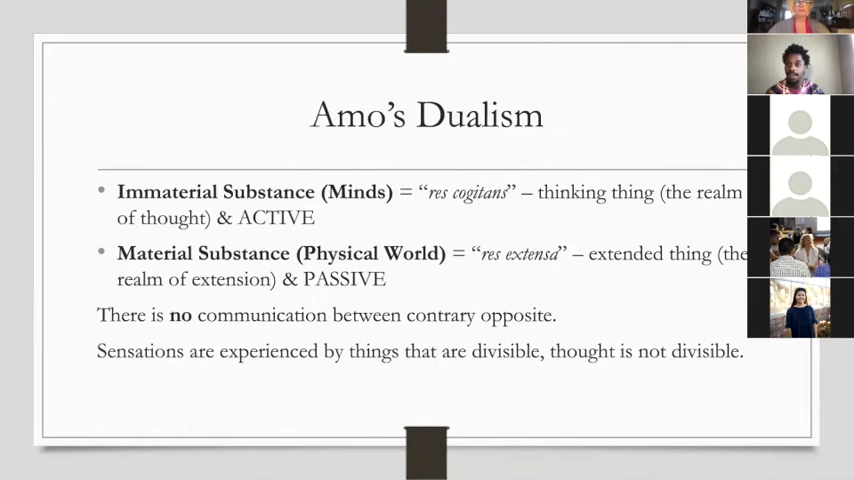 Amo’s Dualism
• Immaterial Substance (Minds) = “res cogitans” – thinking thing (the realm
of thought) & ACTIVE
• Material Substance (Physical World) = “res extensa” – extended thing (the
realm of extension) & PASSIVE
There is no communication between contrary opposite.
Sensations are experienced by things that are divisible, thought is not divisible.